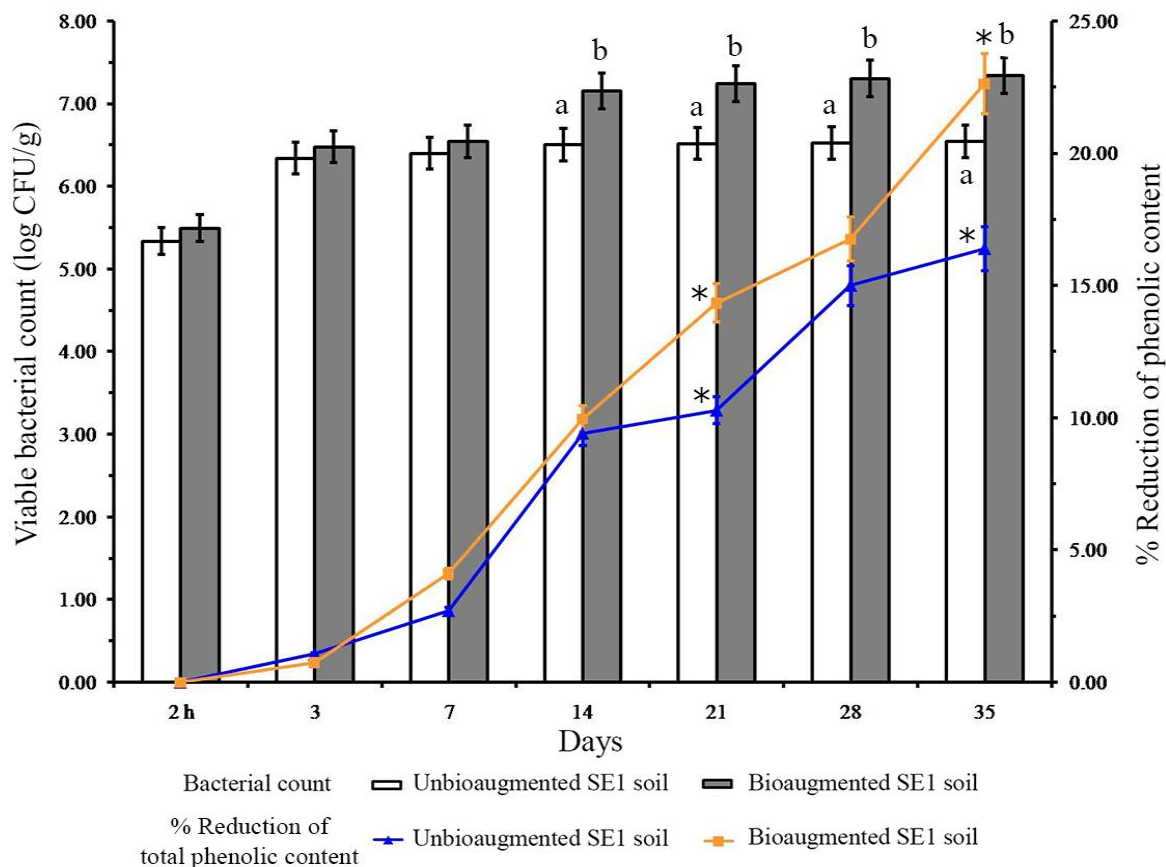 Viable bacterial count (log CFU/g)
8.00
7.00
6.00
5.00
4.00
3.00
2.00
1.00
0.00
b
b
b
* b
a
a
a
a
*
*
*
25.00
20.00
15.00
10.00
5.00
0.00
% Reduction of phenolic content
2 h 3 7 14 21 28 35
Days
Bacterial count Unbioaugmented SE1 soil Bioaugmented SE1 soil
% Reduction of
total phenolic content Unbioaugmented SE1 soil Bioaugmented SE1 soil